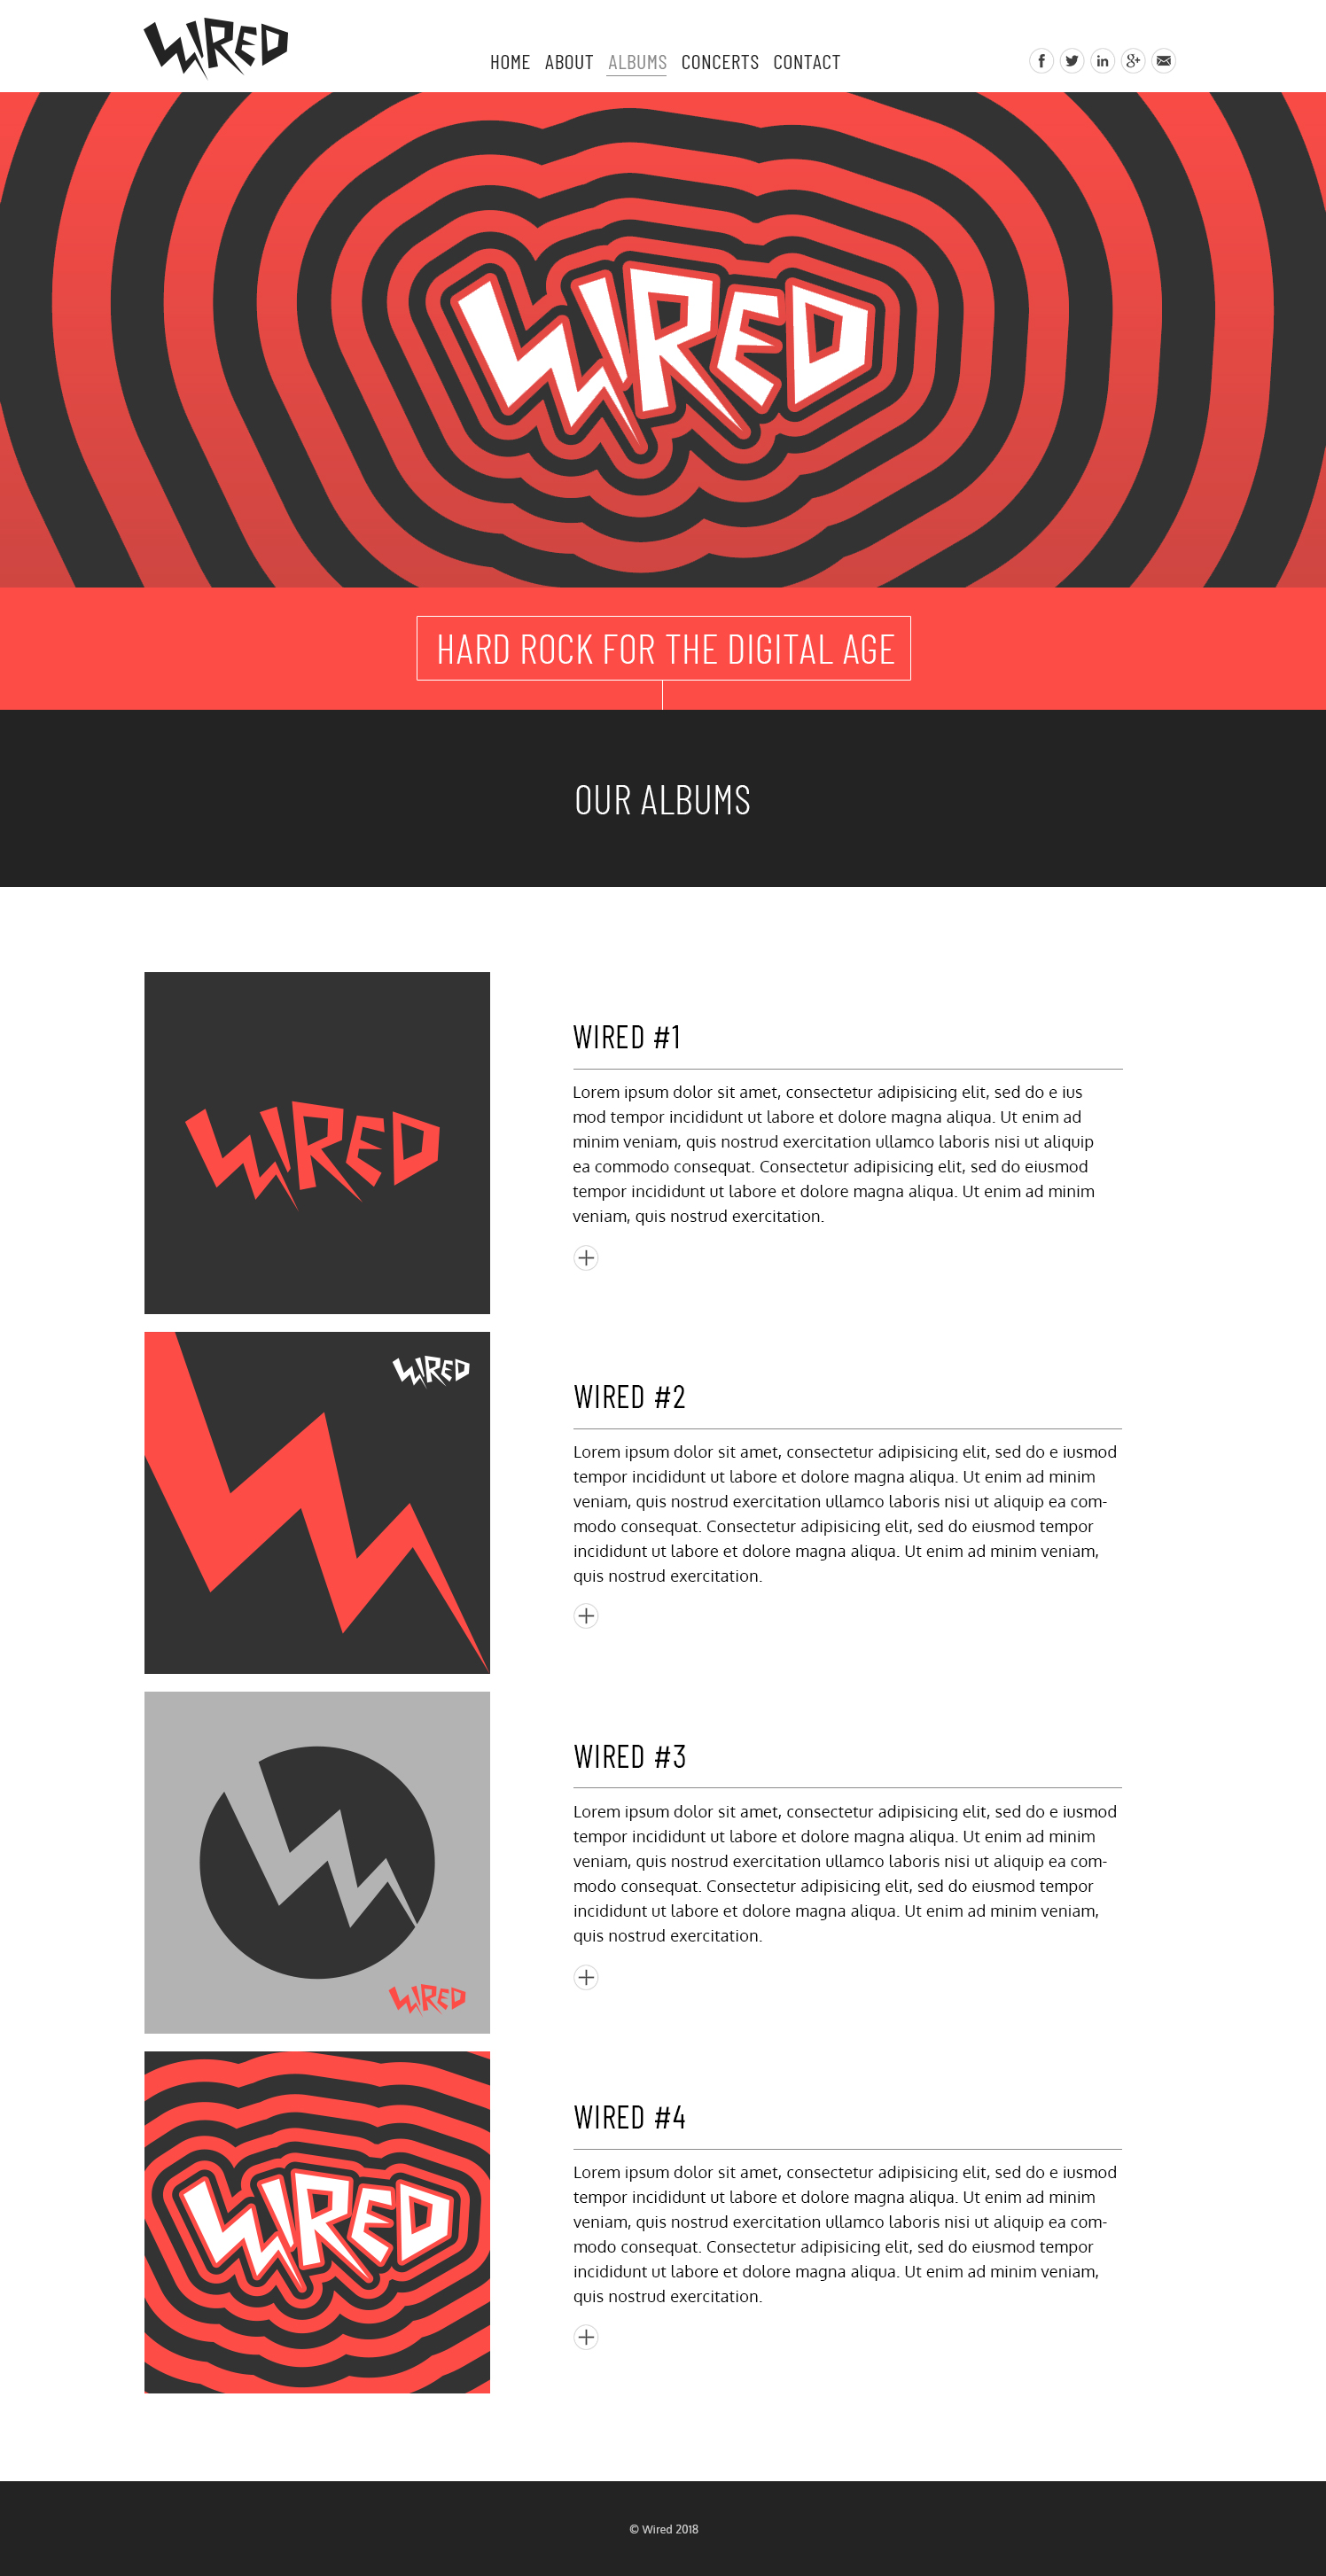 WIRED
HOME ABOUT ALBUMS CONCERTS CONTACT
f in g+
WIRED
HARD ROCK FOR THE DIGITAL AGE
OUR ALBUMS
WIRED
WIRED #1
Lorem ipsum dolor sit amet, consectetur adipisicing elit, sed do e ius
mod tempor incididunt ut labore et dolore magna aliqua. Ut enim ad
minim veniam, quis nostrud exercitation ullamco laboris nisi ut aliquip
ea commodo consequat. Consectetur adipisicing elit, sed do eiusmod
tempor incididunt ut labore et dolore magna aliqua. Ut enim ad minim
veniam, quis nostrud exercitation.
WIRED
WIRED #2
Lorem ipsum dolor sit amet, consectetur adipisicing elit, sed do e iusmod
tempor incididunt ut labore et dolore magna aliqua. Ut enim ad minim
veniam, quis nostrud exercitation ullamco laboris nisi ut aliquip ea com-
modo consequat. Consectetur adipisicing elit, sed do eiusmod tempor
incididunt ut labore et dolore magna aliqua. Ut enim ad minim veniam,
quis nostrud exercitation.
WIRED
WIRED #3
Lorem ipsum dolor sit amet, consectetur adipisicing elit, sed do e iusmod
tempor incididunt ut labore et dolore magna aliqua. Ut enim ad minim
veniam, quis nostrud exercitation ullamco laboris nisi ut aliquip ea com-
modo consequat. Consectetur adipisicing elit, sed do eiusmod tempor
incididunt ut labore et dolore magna aliqua. Ut enim ad minim veniam,
quis nostrud exercitation.
WIRED
WIRED #4
Lorem ipsum dolor sit amet, consectetur adipisicing elit, sed do e iusmod
tempor incididunt ut labore et dolore magna aliqua. Ut enim ad minim
veniam, quis nostrud exercitation ullamco laboris nisi ut aliquip ea com-
modo consequat. Consectetur adipisicing elit, sed do eiusmod tempor
incididunt ut labore et dolore magna aliqua. Ut enim ad minim veniam,
quis nostrud exercitation.
© Wired 2018